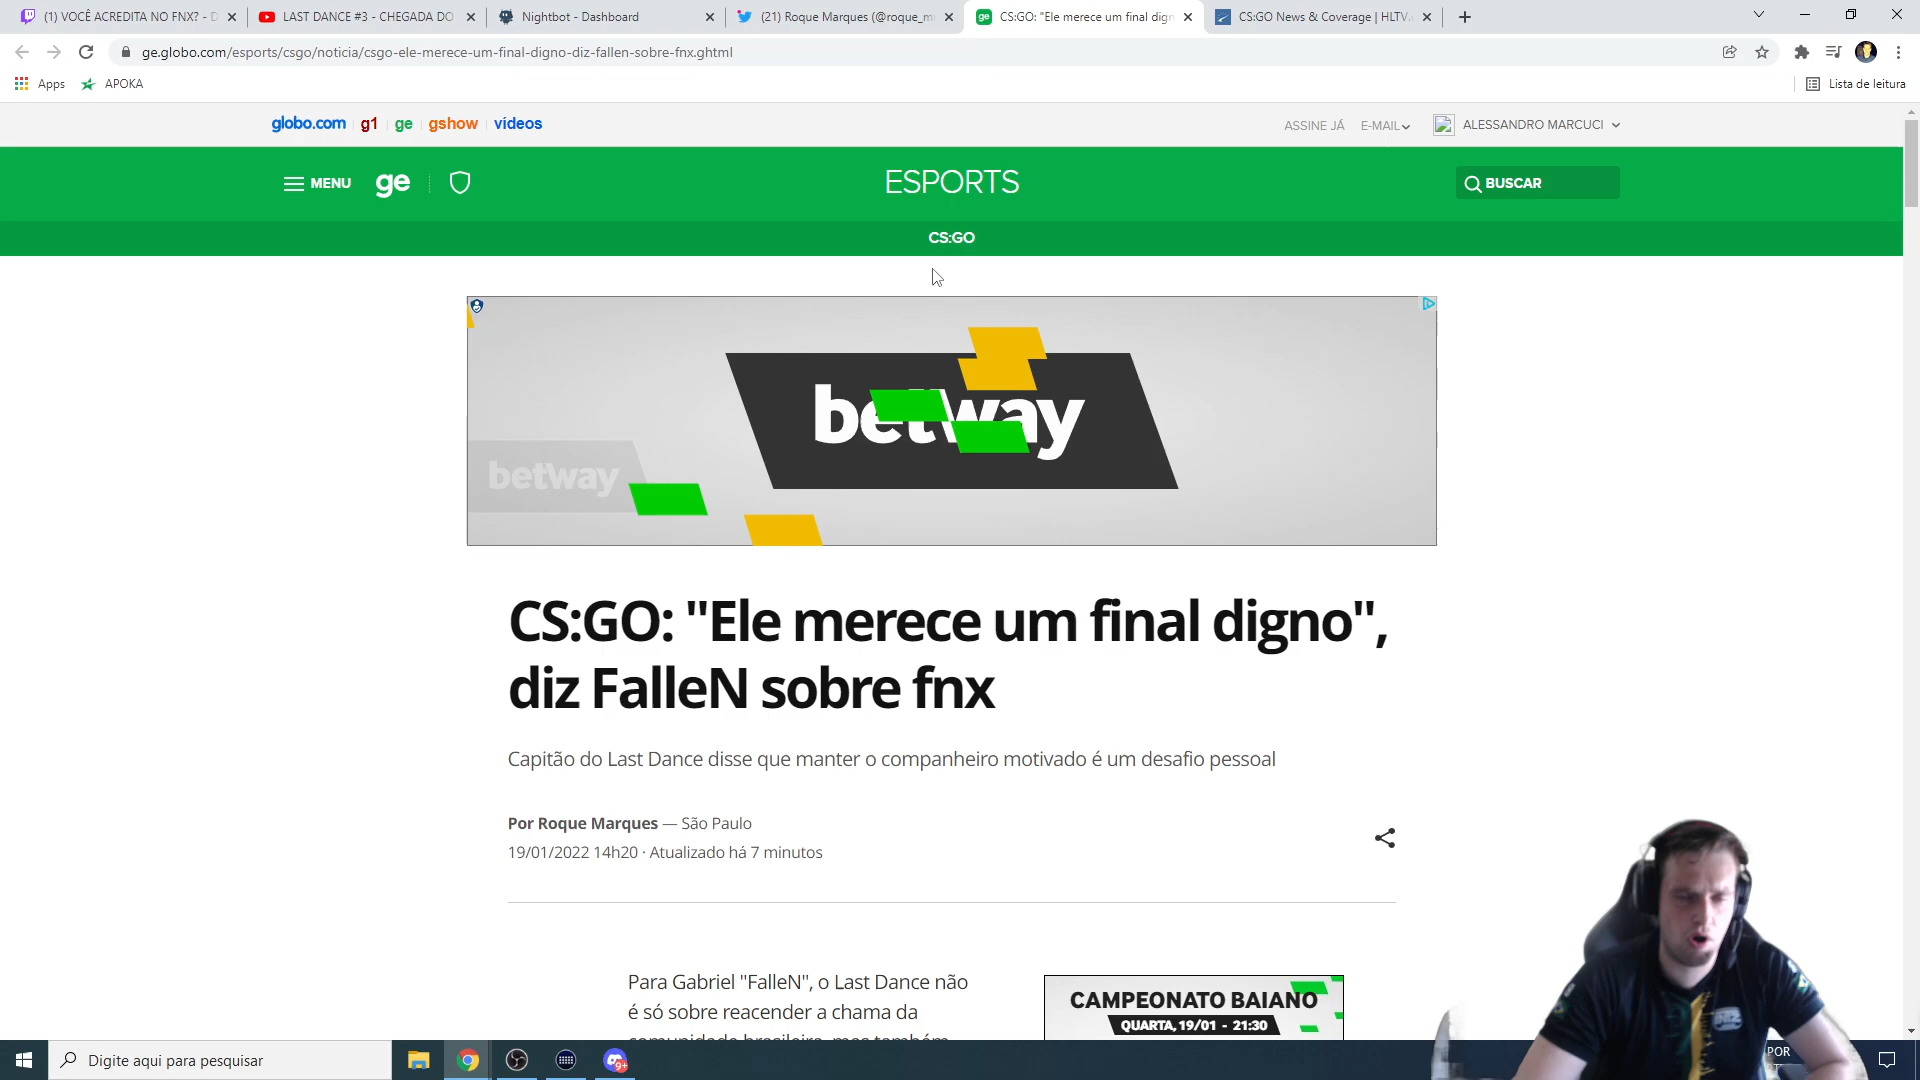 (1) VOCÊ ACREDITA NO FNX? - D
LAST DANCE #3 - CHEGADA DO
Nightbot - Dashboard
(21) Roque Marques (@roque_m
CS:GO: "Ele merece um final dign
CS:GO News & Coverage | HLTV.
ge.globo.com/esports/csgo/noticia/csgo-ele-merece-um-final-digno-diz-fallen-sobre-fnx.ghtml
Apps
APOKA
Lista de leitura
globo.com g1 ge gshow vídeos
ASSINE JÁ E-MAIL ALESSANDRO MARCUCI
MENU ge
ESPORTS
BUSCAR
CS:GO
betway
betway
CS:GO: "Ele merece um final digno",
diz FalleN sobre fnx
Capitão do Last Dance disse que manter o companheiro motivado é um desafio pessoal
Por Roque Marques — São Paulo
19/01/2022 14h20 · Atualizado há 7 minutos
Para Gabriel "FalleN", o Last Dance não
é só sobre reacender a chama da
comunidade brasileira, mas também
CAMPEONATO BAIANO
QUARTA, 19/01 - 21:30
Digite aqui para pesquisar
9+
POR